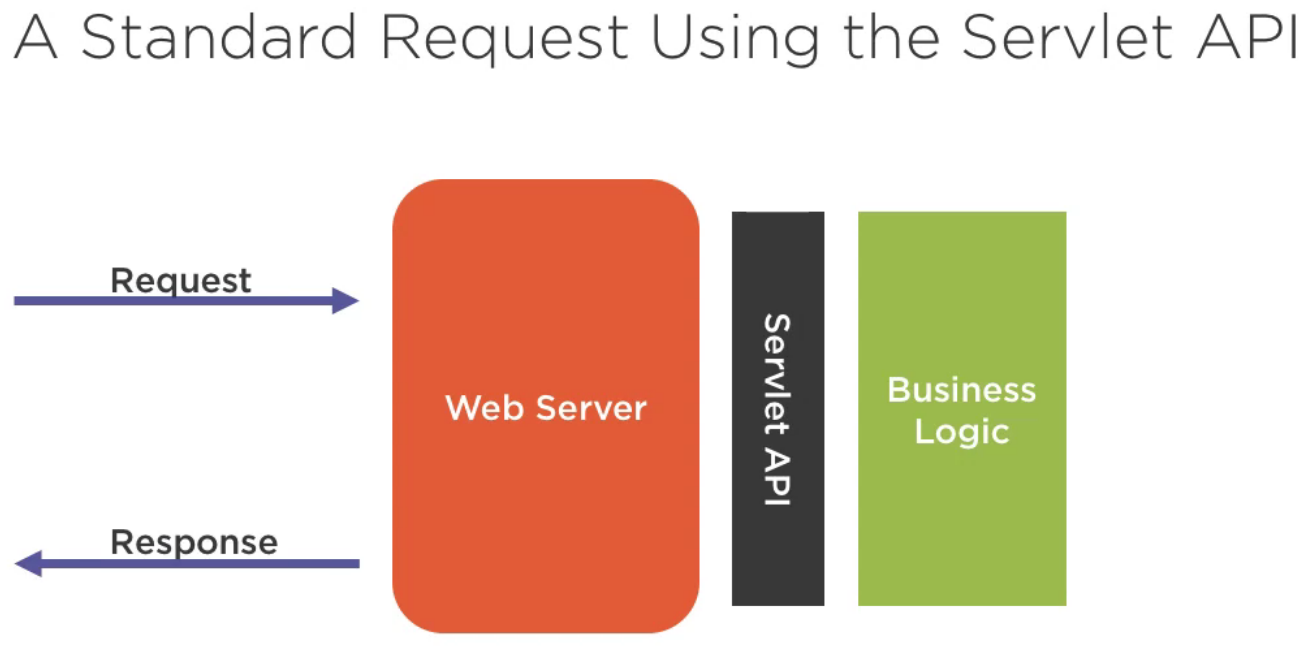 A Standard Request Using the Servlet API
Request
Web Server
Servlet API
Business
Logic
Response